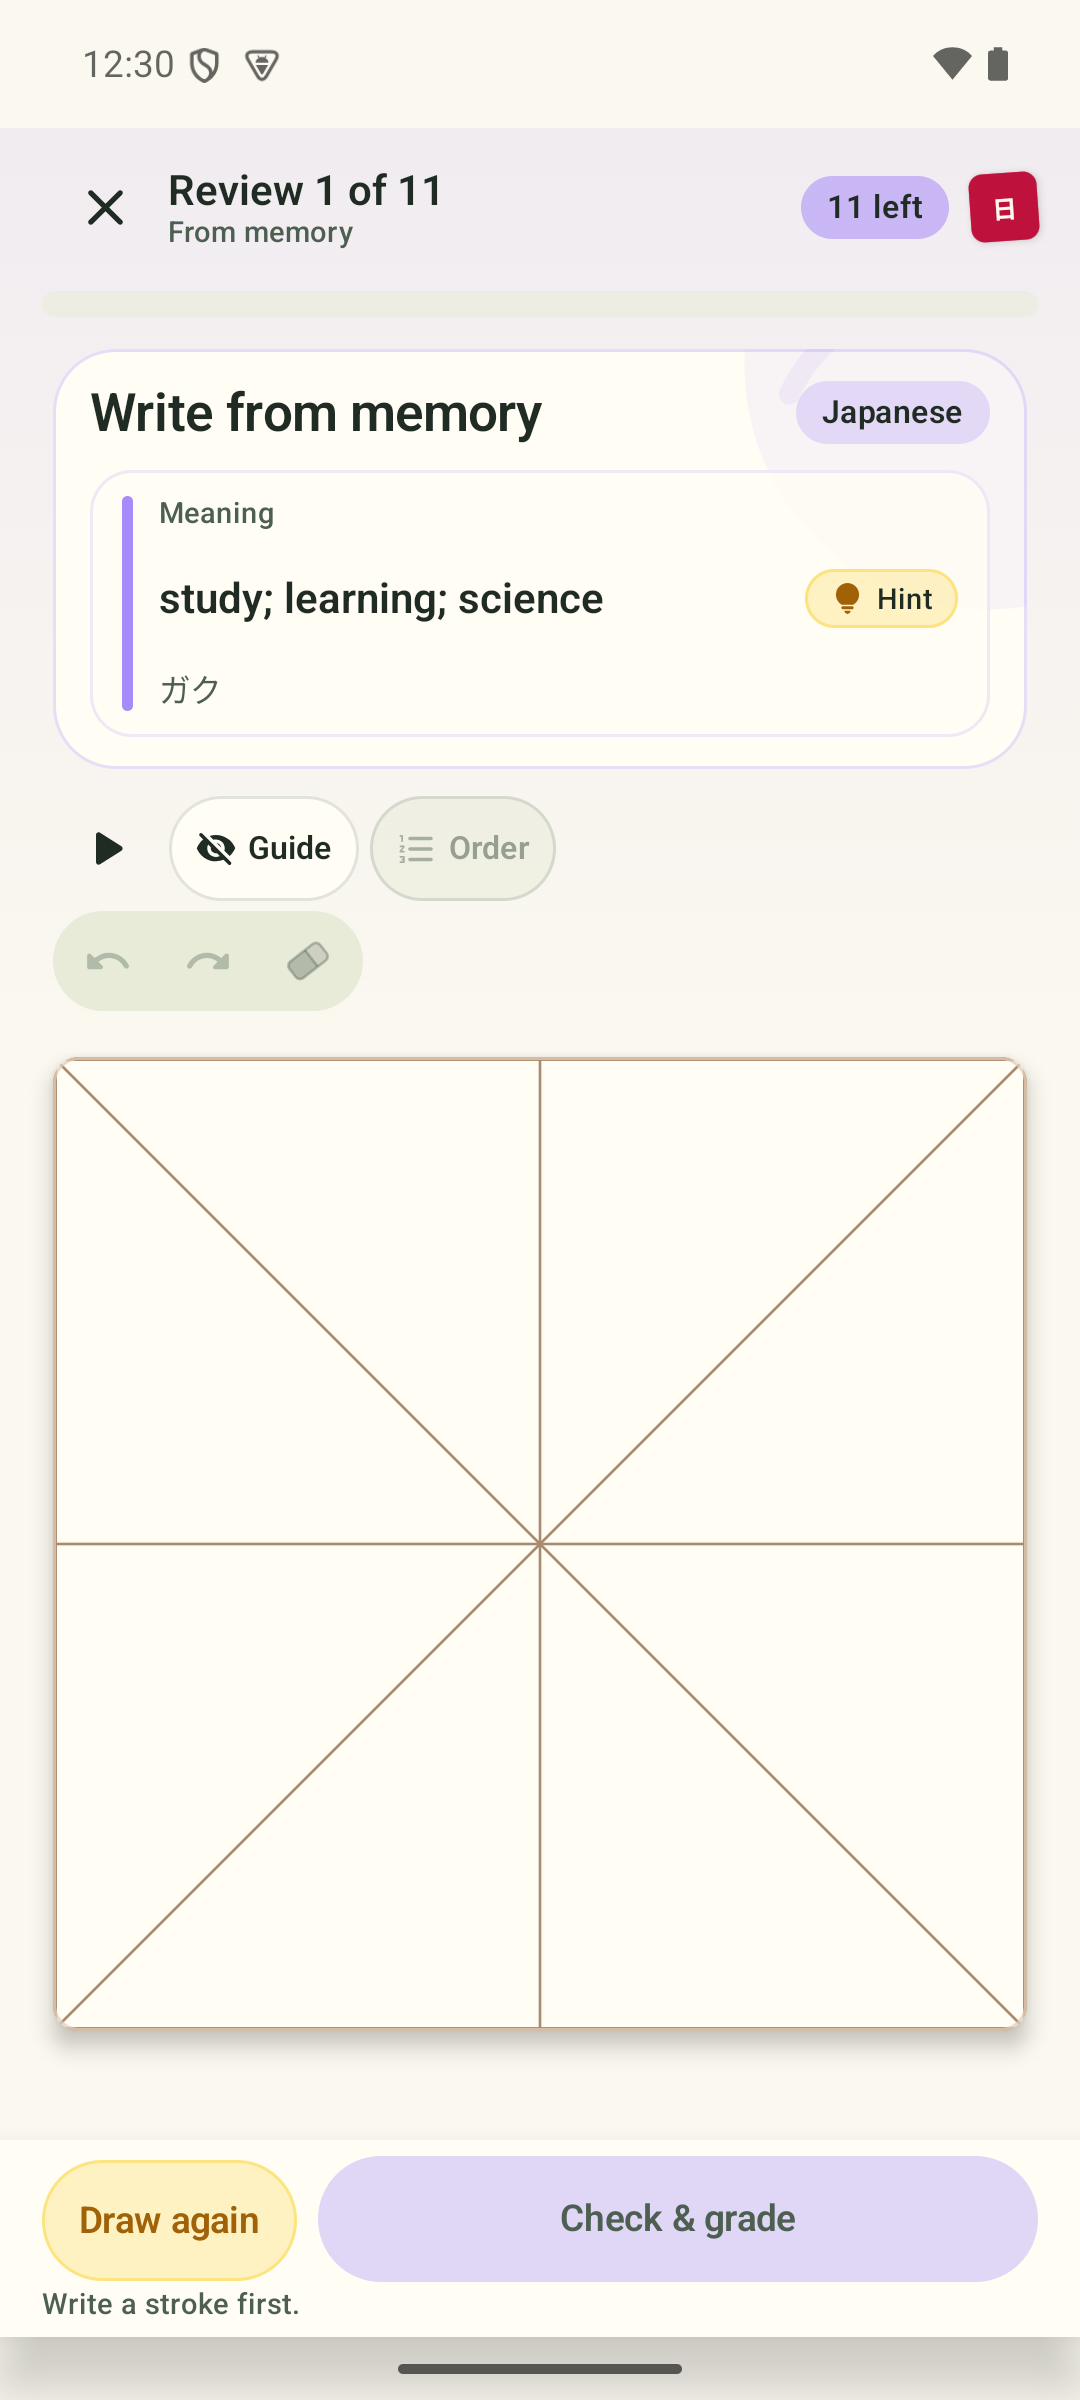 12:30
Review 1 of 11
From memory
11 left
日
Write from memory
Japanese
Meaning
study; learning; science
Hint
ガク
Guide
Order
Draw again
Check & grade
Write a stroke first.